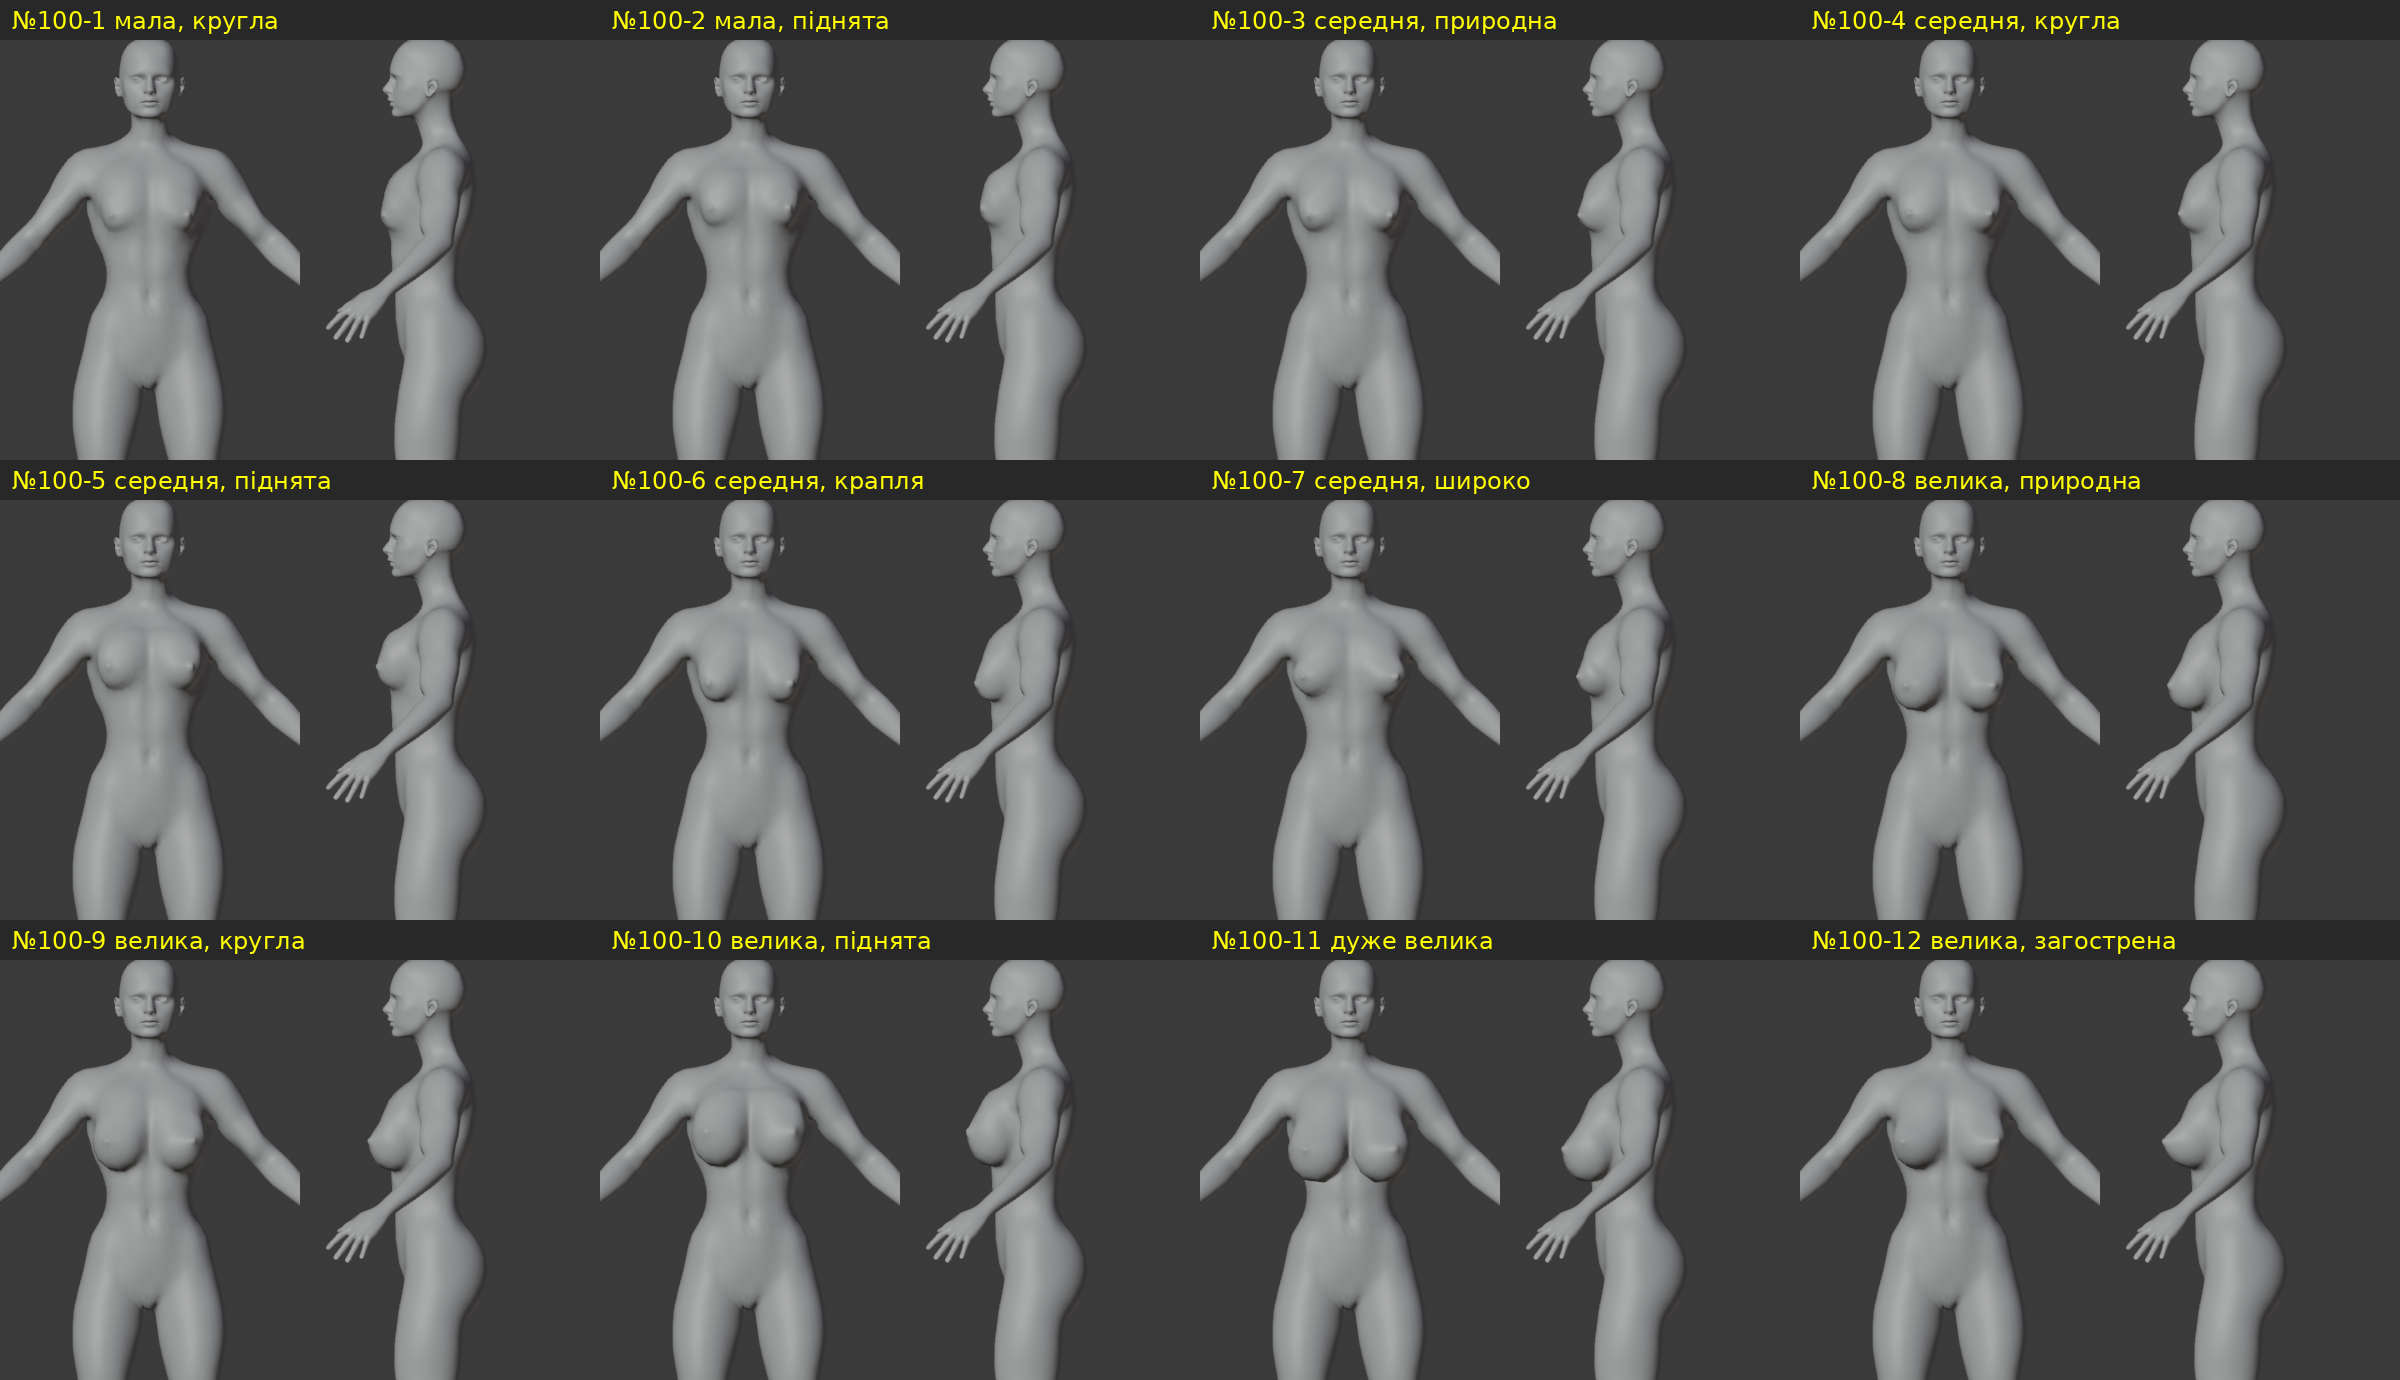 №100-1 мала, кругла
№100-2 мала, піднята
№100-3 середня, природна
№100-4 середня, кругла
№100-5 середня, піднята
№100-6 середня, крапля
№100-7 середня, широко
№100-8 велика, природна
№100-9 велика, кругла
№100-10 велика, піднята
№100-11 дуже велика
№100-12 велика, загострена